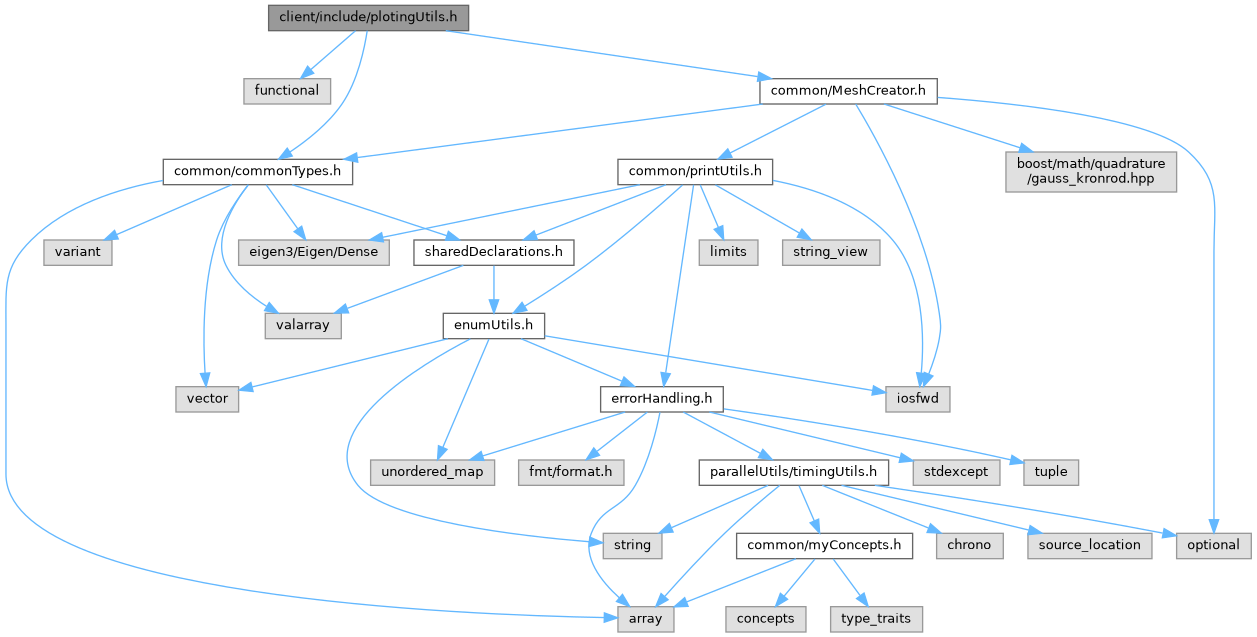 client/include/plotingUtils.h
functional
common/MeshCreator.h
common/commonTypes.h
common/printUtils.h
boost/math/quadrature
/gauss_kronrod.hpp
variant
eigen3/Eigen/Dense
sharedDeclarations.h
limits
string_view
valarray
enumUtils.h
vector
errorHandling.h
iosfwd
unordered_map
fmt/format.h
parallelUtils/timingUtils.h
stdexcept
tuple
string
common/myConcepts.h
chrono
source_location
optional
array
concepts
type_traits